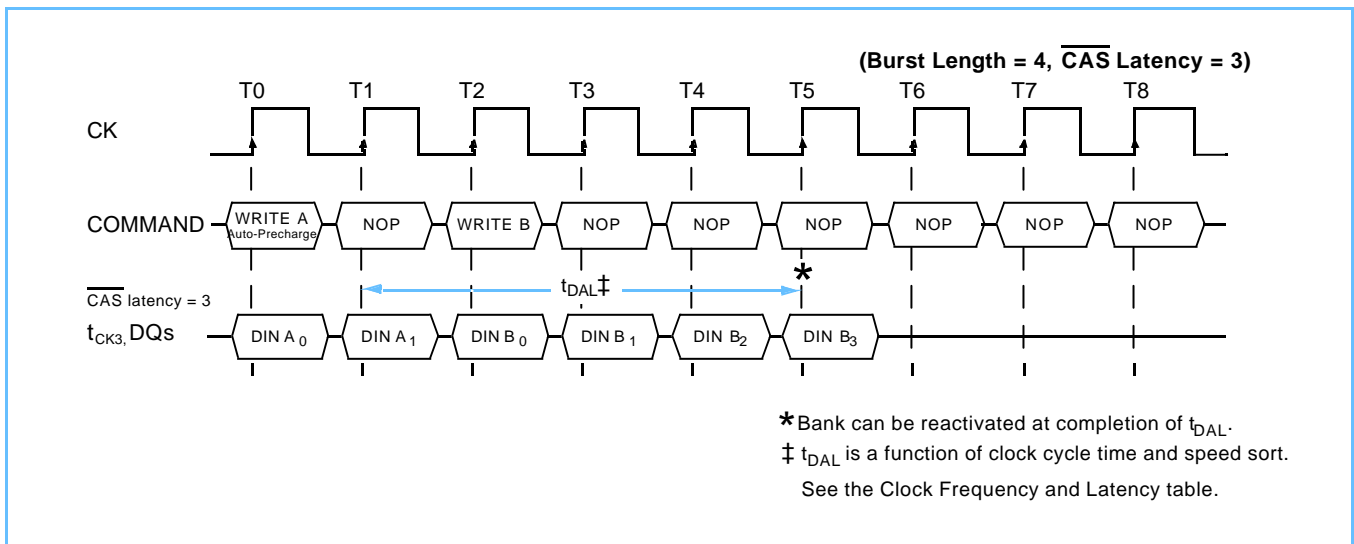 (Burst Length = 4, CAS Latency = 3)
T0 T1 T2 T3 T4 T5 T6 T7 T8
CK
COMMAND WRITE A Auto-Precharge NOP WRITE B NOP NOP NOP NOP NOP NOP
*
tDAL‡
CAS latency = 3
tCK3, DQs DIN A0 DIN A1 DIN B0 DIN B1 DIN B2 DIN B3
* Bank can be reactivated at completion of tDAL.
‡ tDAL is a function of clock cycle time and speed sort.
See the Clock Frequency and Latency table.